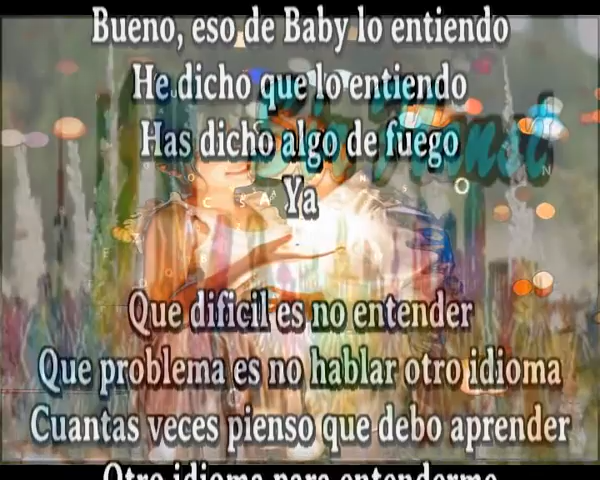 Bueno, eso de Baby lo entiendo
He dicho que lo entiendo
Has dicho algo de fuego
Ya
Que dificil es no entender
Que problema es no hablar otro idioma
Cuantas veces pienso que debo aprender
Otro idioma para entenderme